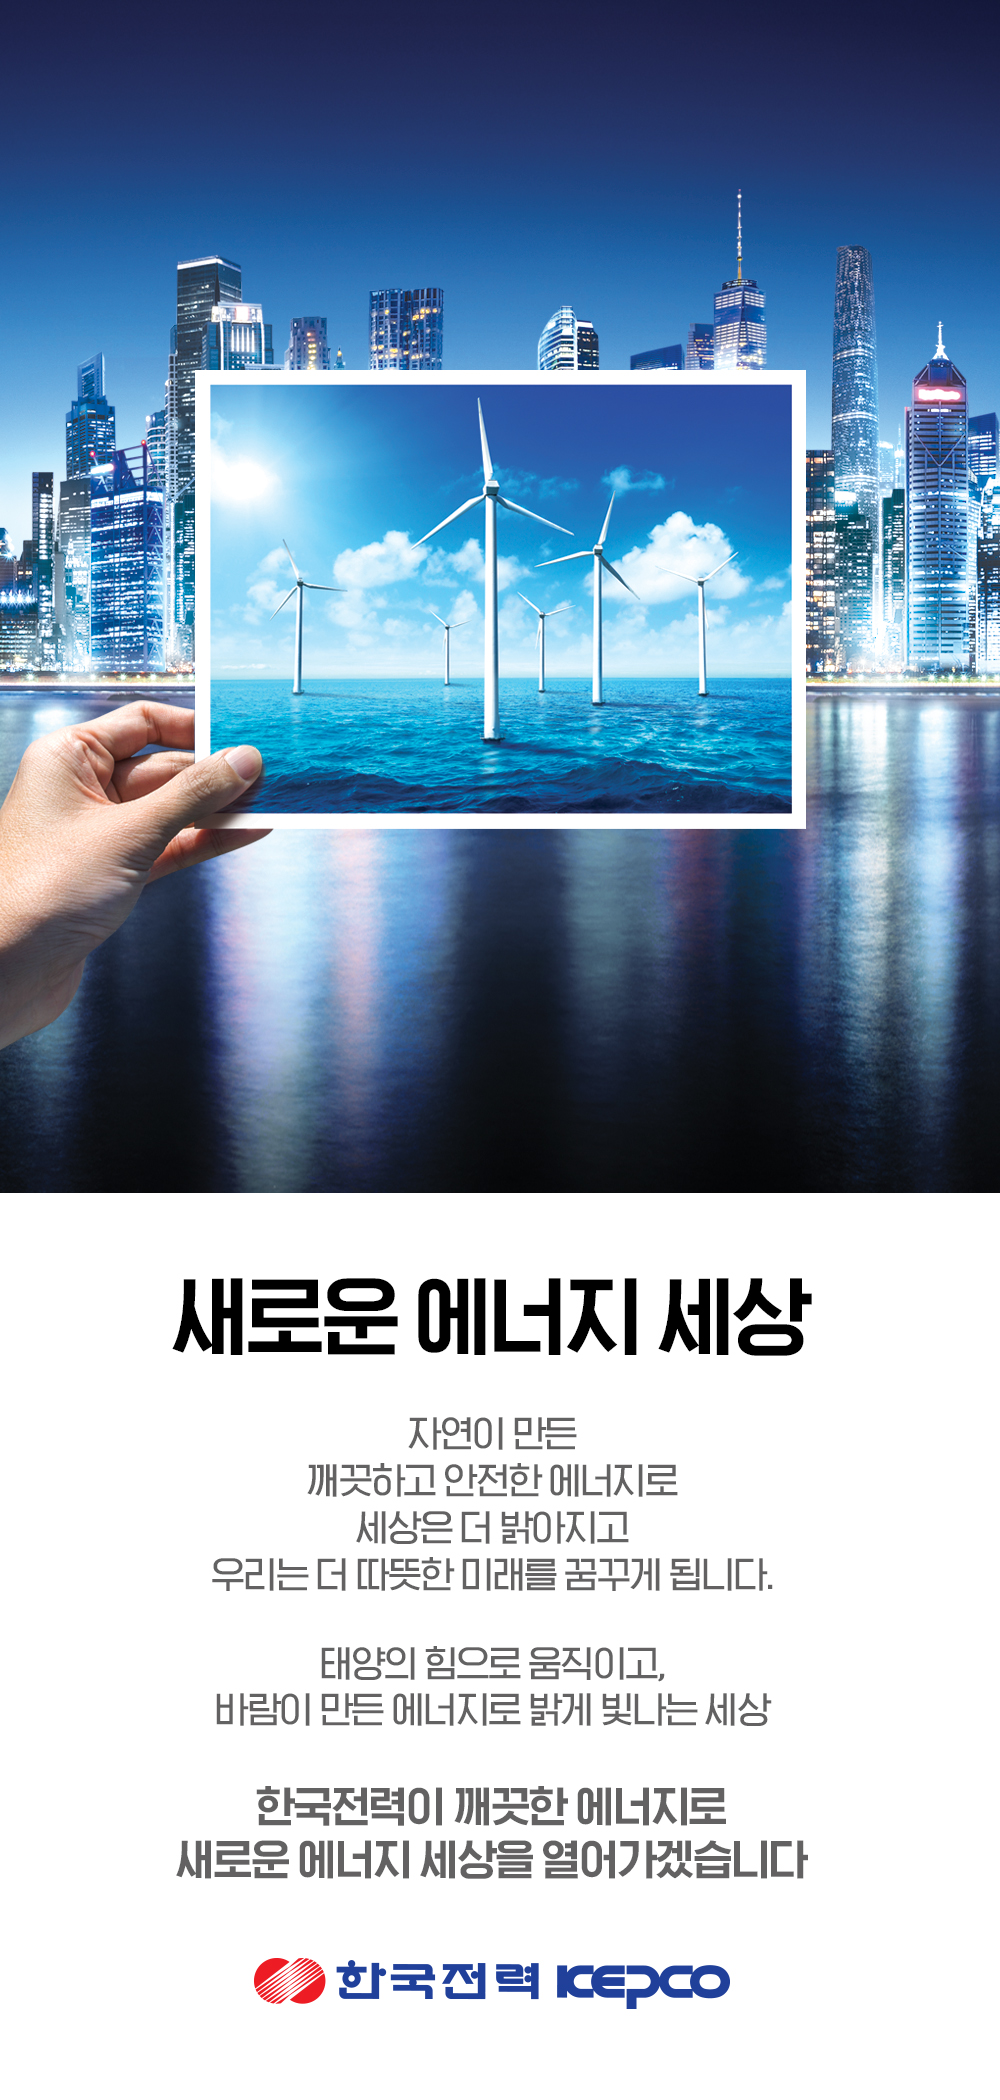 새로운 에너지 세상
자연이 만든
깨끗하고 안전한 에너지로
세상은 더 밝아지고
우리는 더 따뜻한 미래를 꿈꾸게 됩니다.
태양의 힘으로 움직이고,
바람이 만든 에너지로 밝게 빛나는 세상
한국전력이 깨끗한 에너지로
새로운 에너지 세상을 열어가겠습니다
한국전력 KEPCO